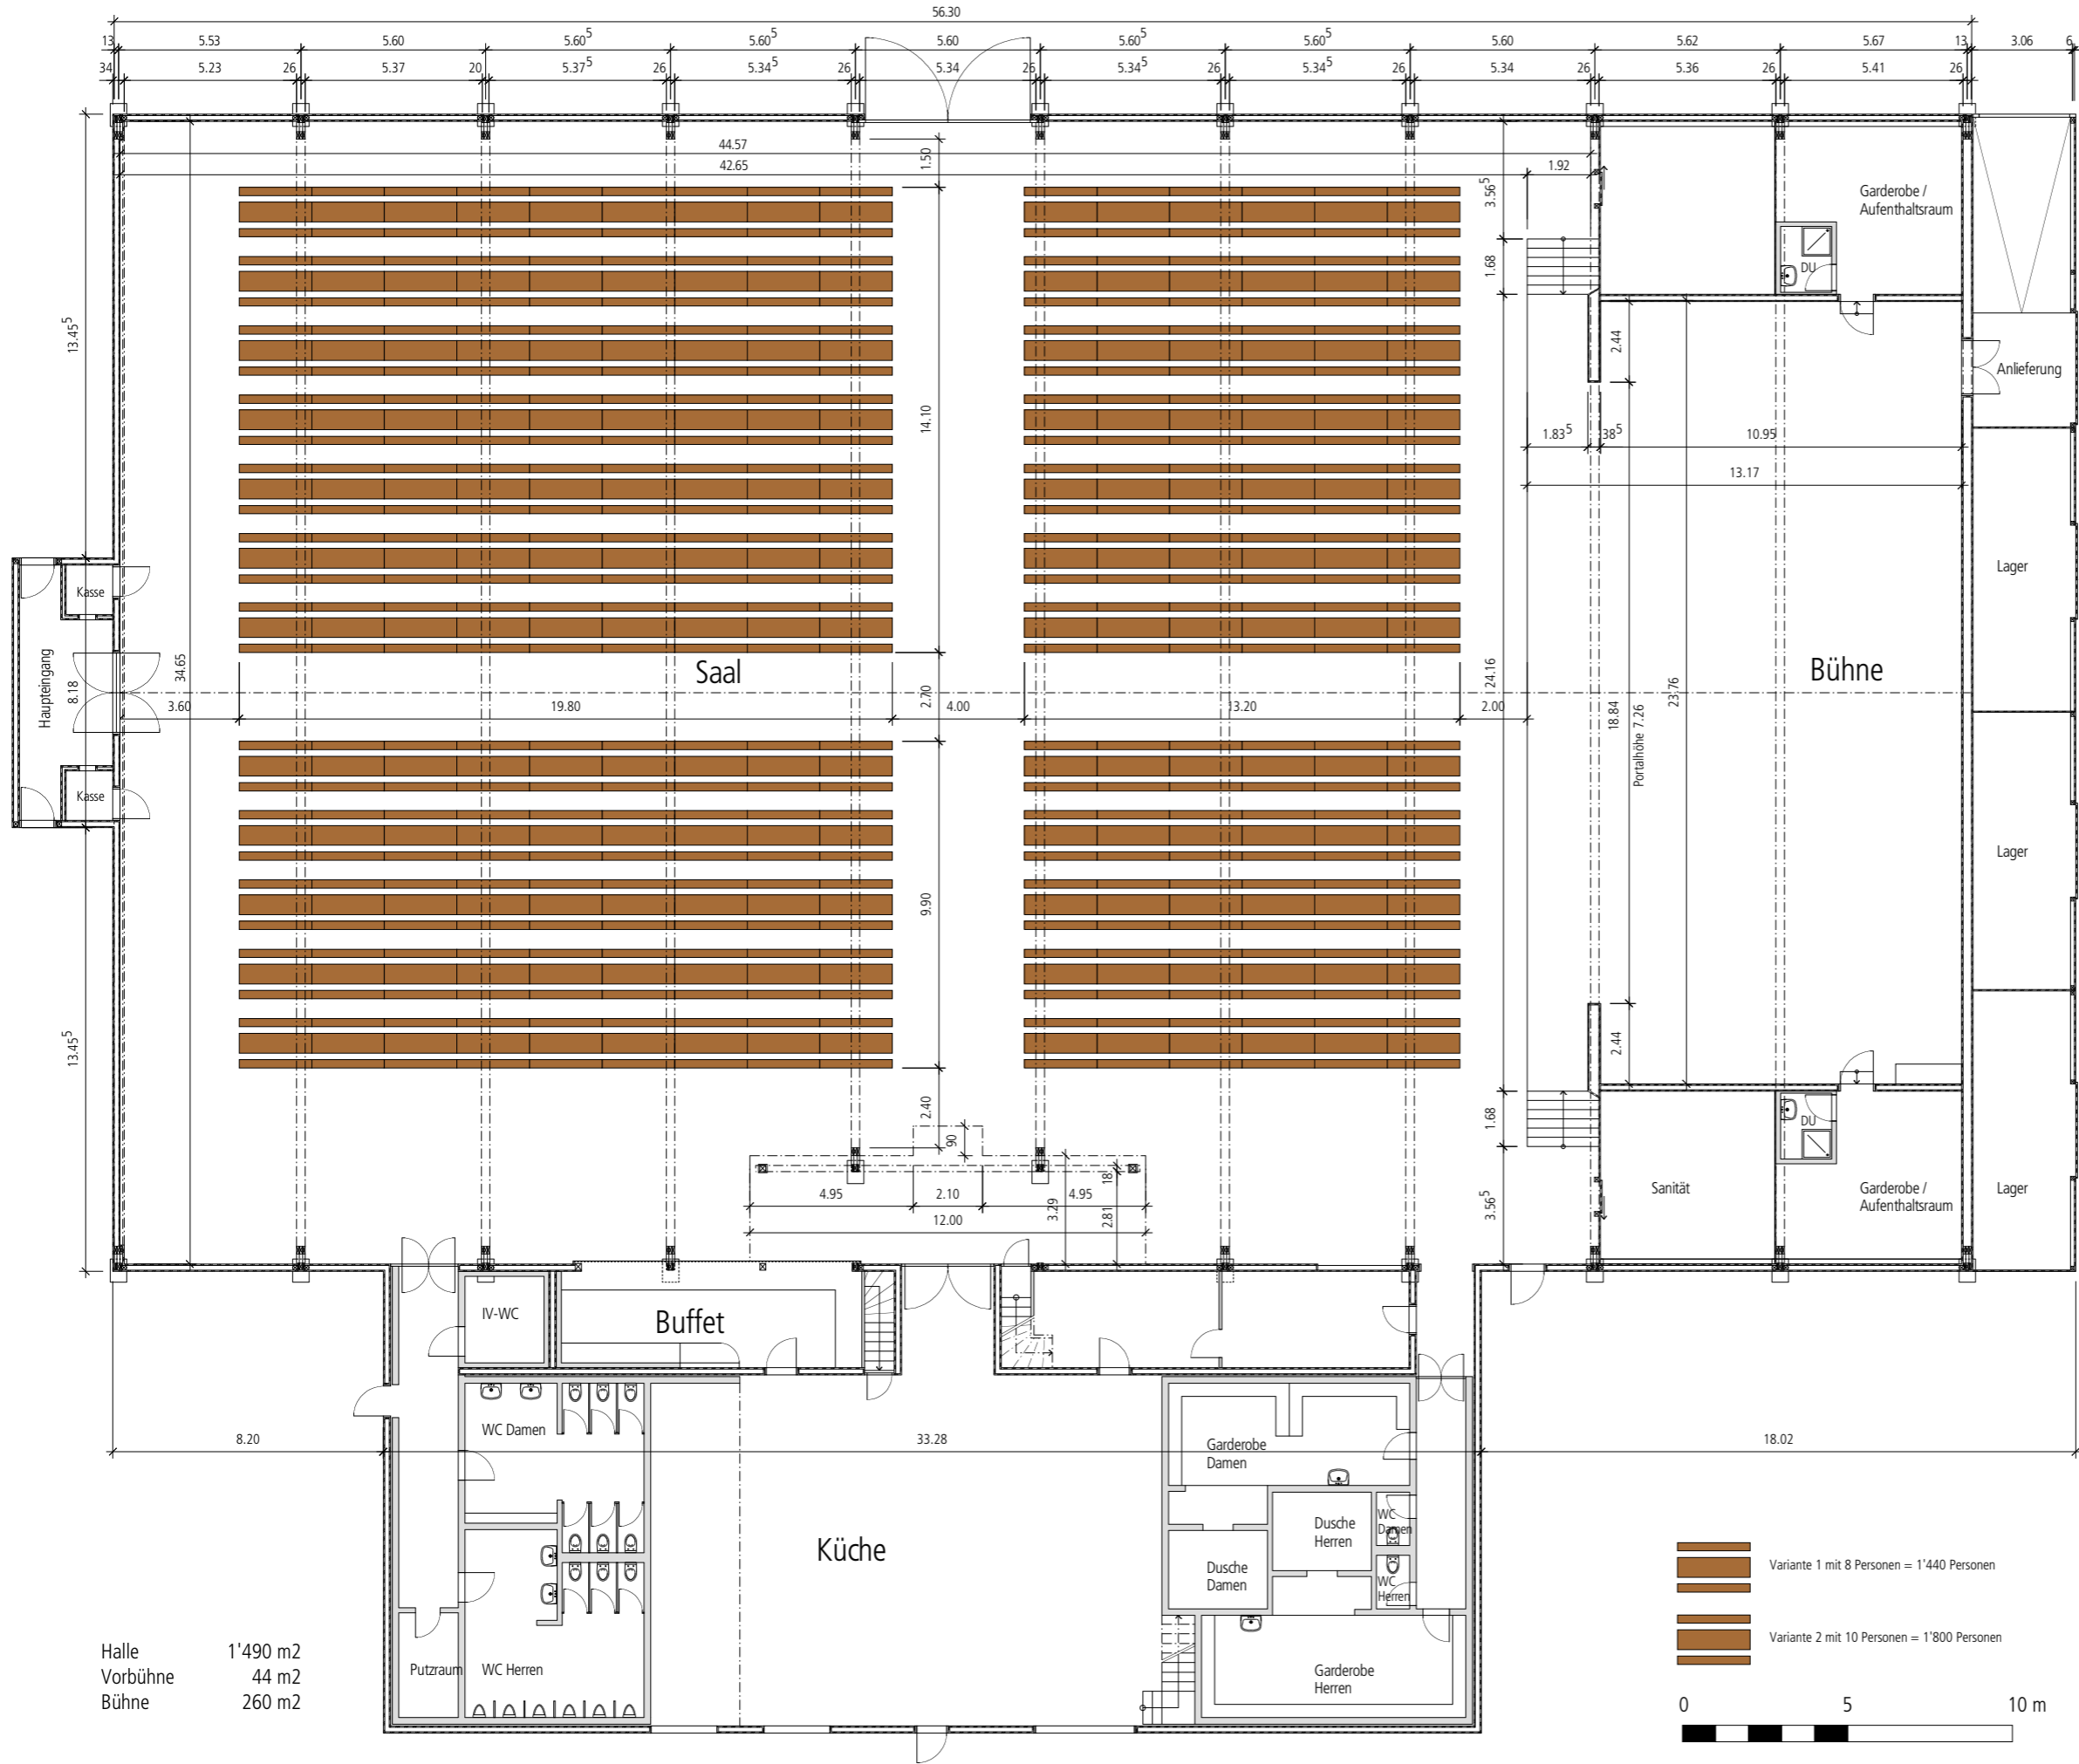 56.30
13 5.53 5.60 5.60⁵ 5.60⁵ 5.60 5.60⁵ 5.60⁵ 5.60 5.62 5.67 13 3.06 6
34 5.23 26 5.37 20 5.37⁵ 26 5.34⁵ 26 5.34 26 5.34⁵ 26 5.34⁵ 26 5.34 26 5.36 26 5.41 26
44.57
42.65
1.50
1.92
3.56⁵
Garderobe /
Aufenthaltsraum
DU
1.68
13.45⁵
2.44
Anlieferung
14.10
1.83⁵ 38⁵ 10.95
13.17
Kasse
Lager
Haupteingang
8.18
34.65
Saal
24.16
23.76
Bühne
3.60 19.80 2.70 4.00 13.20 2.00
18.84
Portalhöhe 7.26
Kasse
Lager
9.90
13.45⁵
2.44
2.40
90
1.68
DU
4.95 2.10 4.95
18
3.29
2.81
12.00
3.56⁵
Sanität
Garderobe /
Aufenthaltsraum
Lager
IV-WC
Buffet
WC Damen
8.20 33.28 18.02
Garderobe
Damen
Küche
Dusche
Herren
WC
Damen
Dusche
Damen
WC
Herren
Variante 1 mit 8 Personen = 1'440 Personen
Variante 2 mit 10 Personen = 1'800 Personen
Halle 1'490 m2
Vorbühne 44 m2
Bühne 260 m2
Putzraum
WC Herren
Garderobe
Herren
0 5 10 m